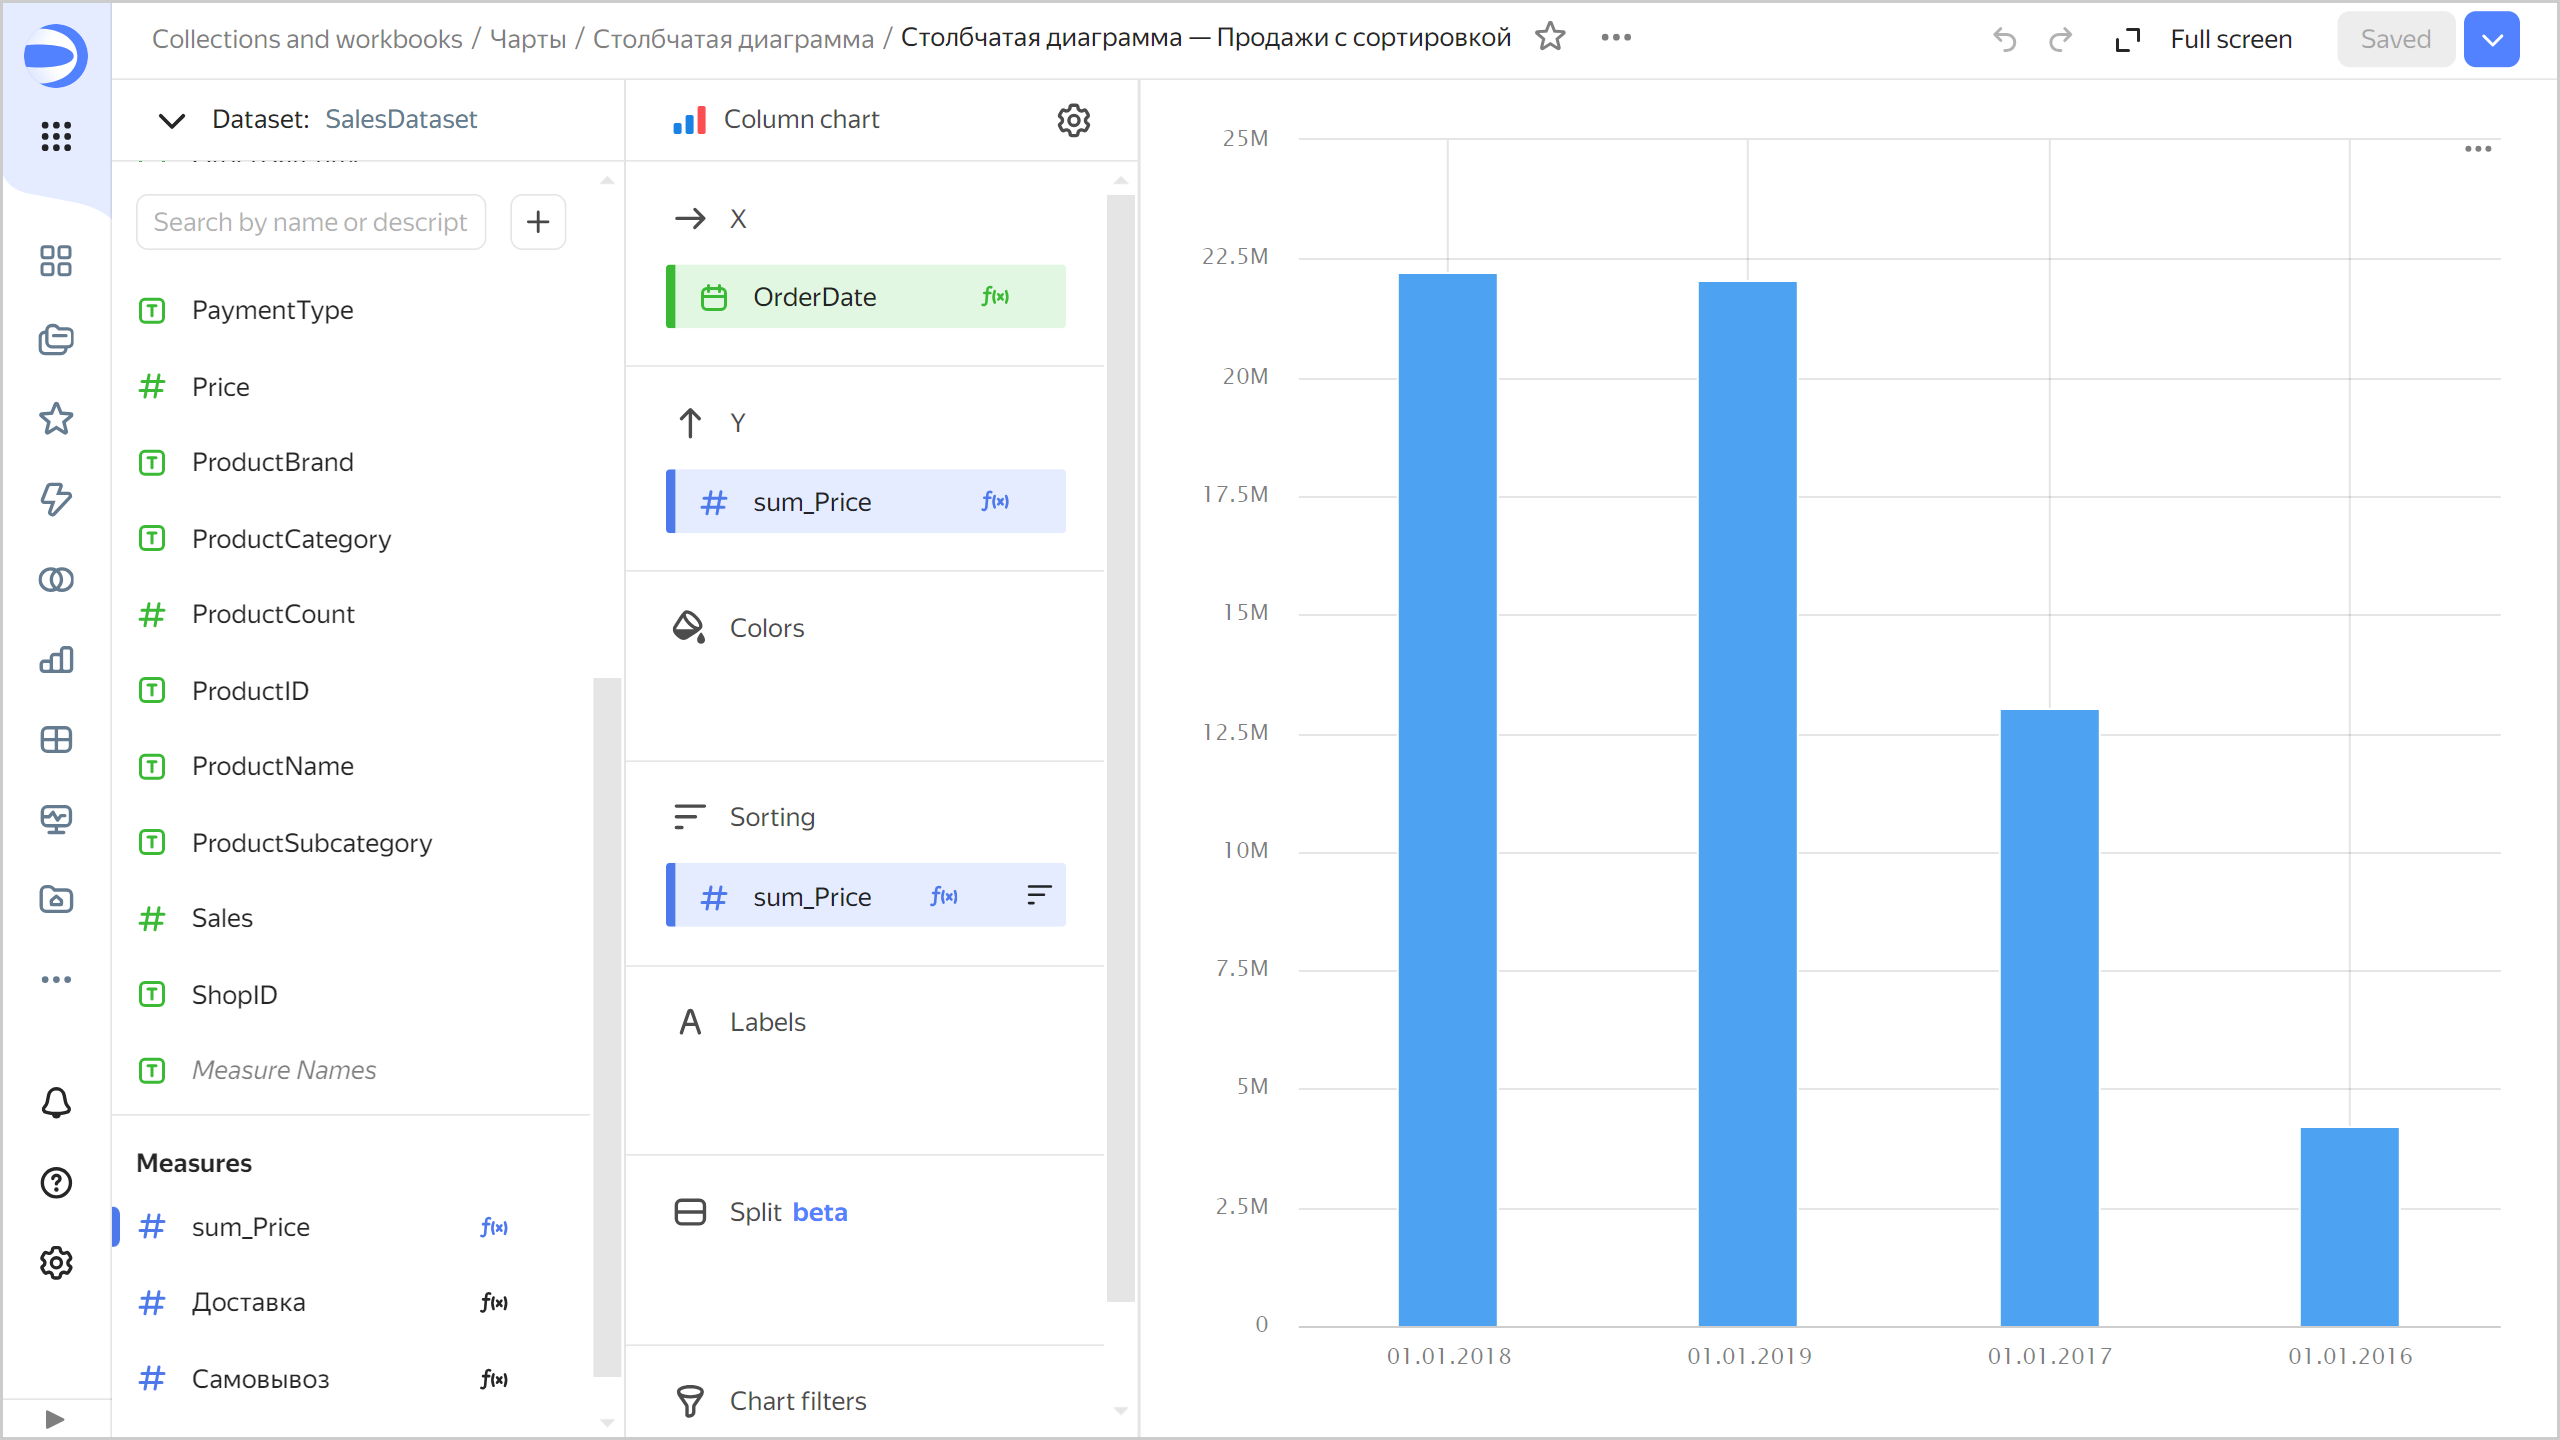 Collections and workbooks / Чарты / Столбчатая диаграмма / Столбчатая диаграмма — Продажи с сортировкой
Full screen
Saved
Dataset: SalesDataset
Search by name or descript
PaymentType
Price
ProductBrand
ProductCategory
ProductCount
ProductID
ProductName
ProductSubcategory
Sales
ShopID
Measure Names
Measures
sum_Price f(x)
Доставка f(x)
Самовывоз f(x)
Column chart
X
OrderDate f(x)
Y
sum_Price f(x)
Colors
Sorting
sum_Price f(x)
Labels
Split beta
Chart filters
25M
22.5M
20M
17.5M
15M
12.5M
10M
7.5M
5M
2.5M
0
01.01.2018
01.01.2019
01.01.2017
01.01.2016